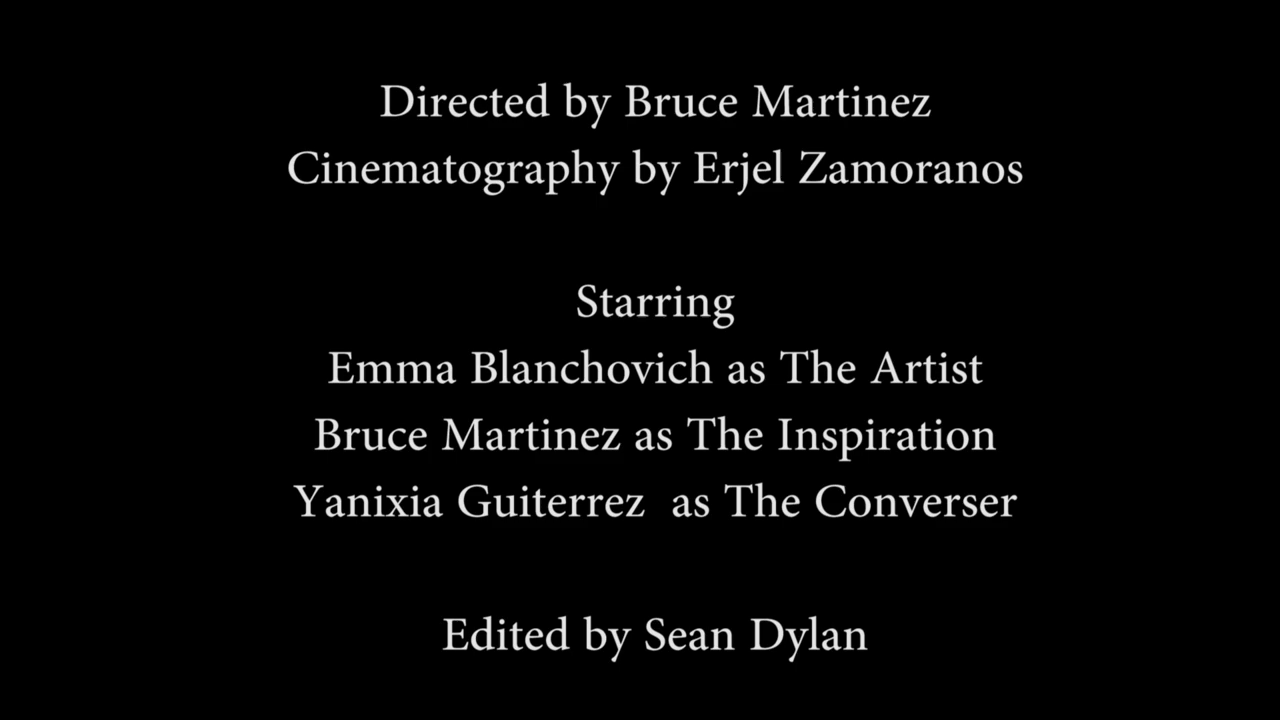 Directed by Bruce Martinez
Cinematography by Erjel Zamoranos
Starring
Emma Blanchovich as The Artist
Bruce Martinez as The Inspiration
Yanixia Guiterrez  as The Converser
Edited by Sean Dylan